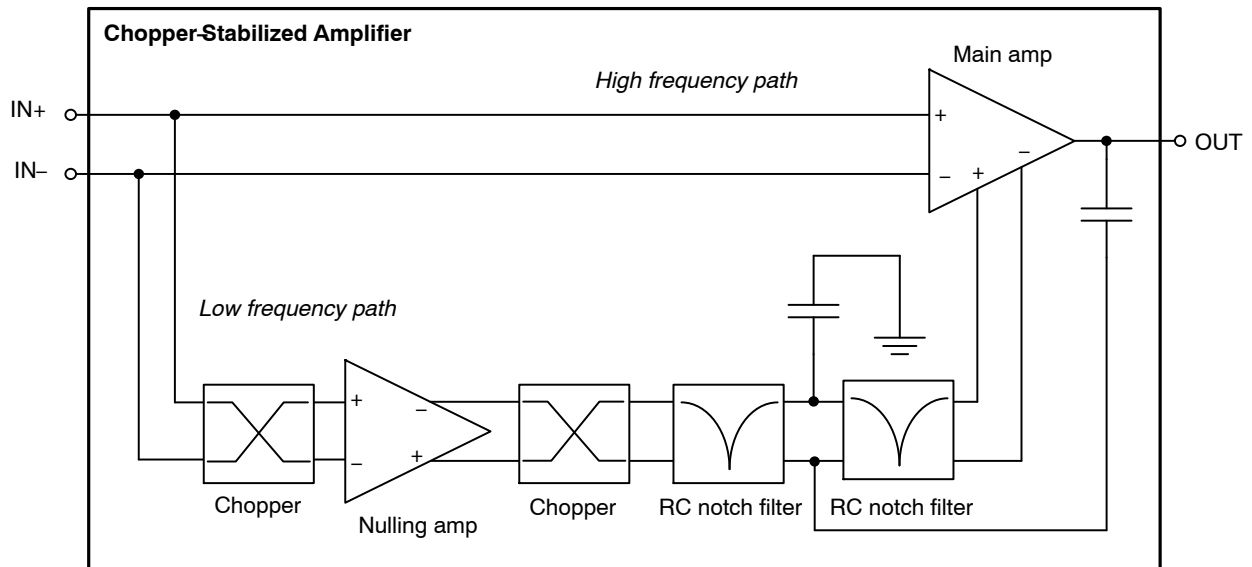 Chopper-Stabilized Amplifier
Main amp
High frequency path
IN+
+
OUT
IN–
–
+
–
Low frequency path
+
–
+
–
Chopper
Nulling amp
Chopper
RC notch filter
RC notch filter